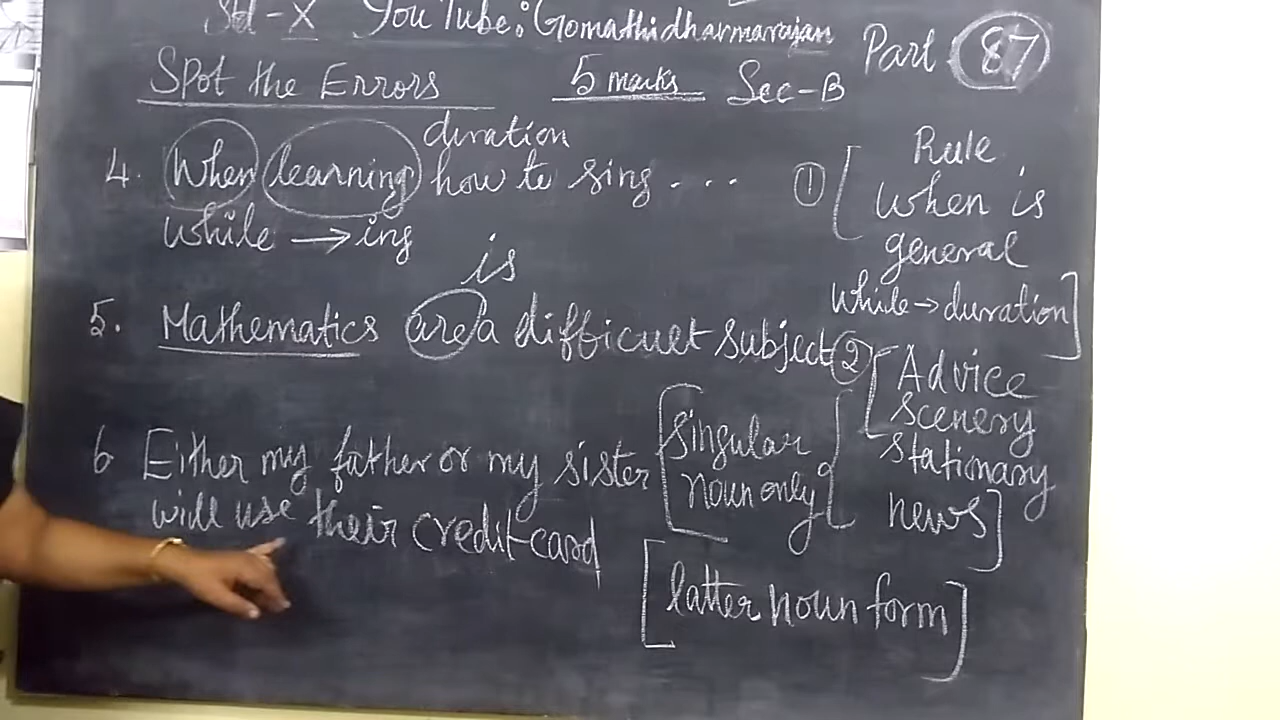 Std - X YouTube: Gomathidharmarajan Part 87
Spot the Errors 5 marks Sec-B
duration
4. When learning how to sing ...
while → ing
① [ Rule
when is
general
while → duration ]
is
5. Mathematics are a difficult subject
② [ Advice
scenery
stationary
news ]
[ singular
noun only {
6 Either my father or my sister
will use their credit-card
[ latter noun form ]